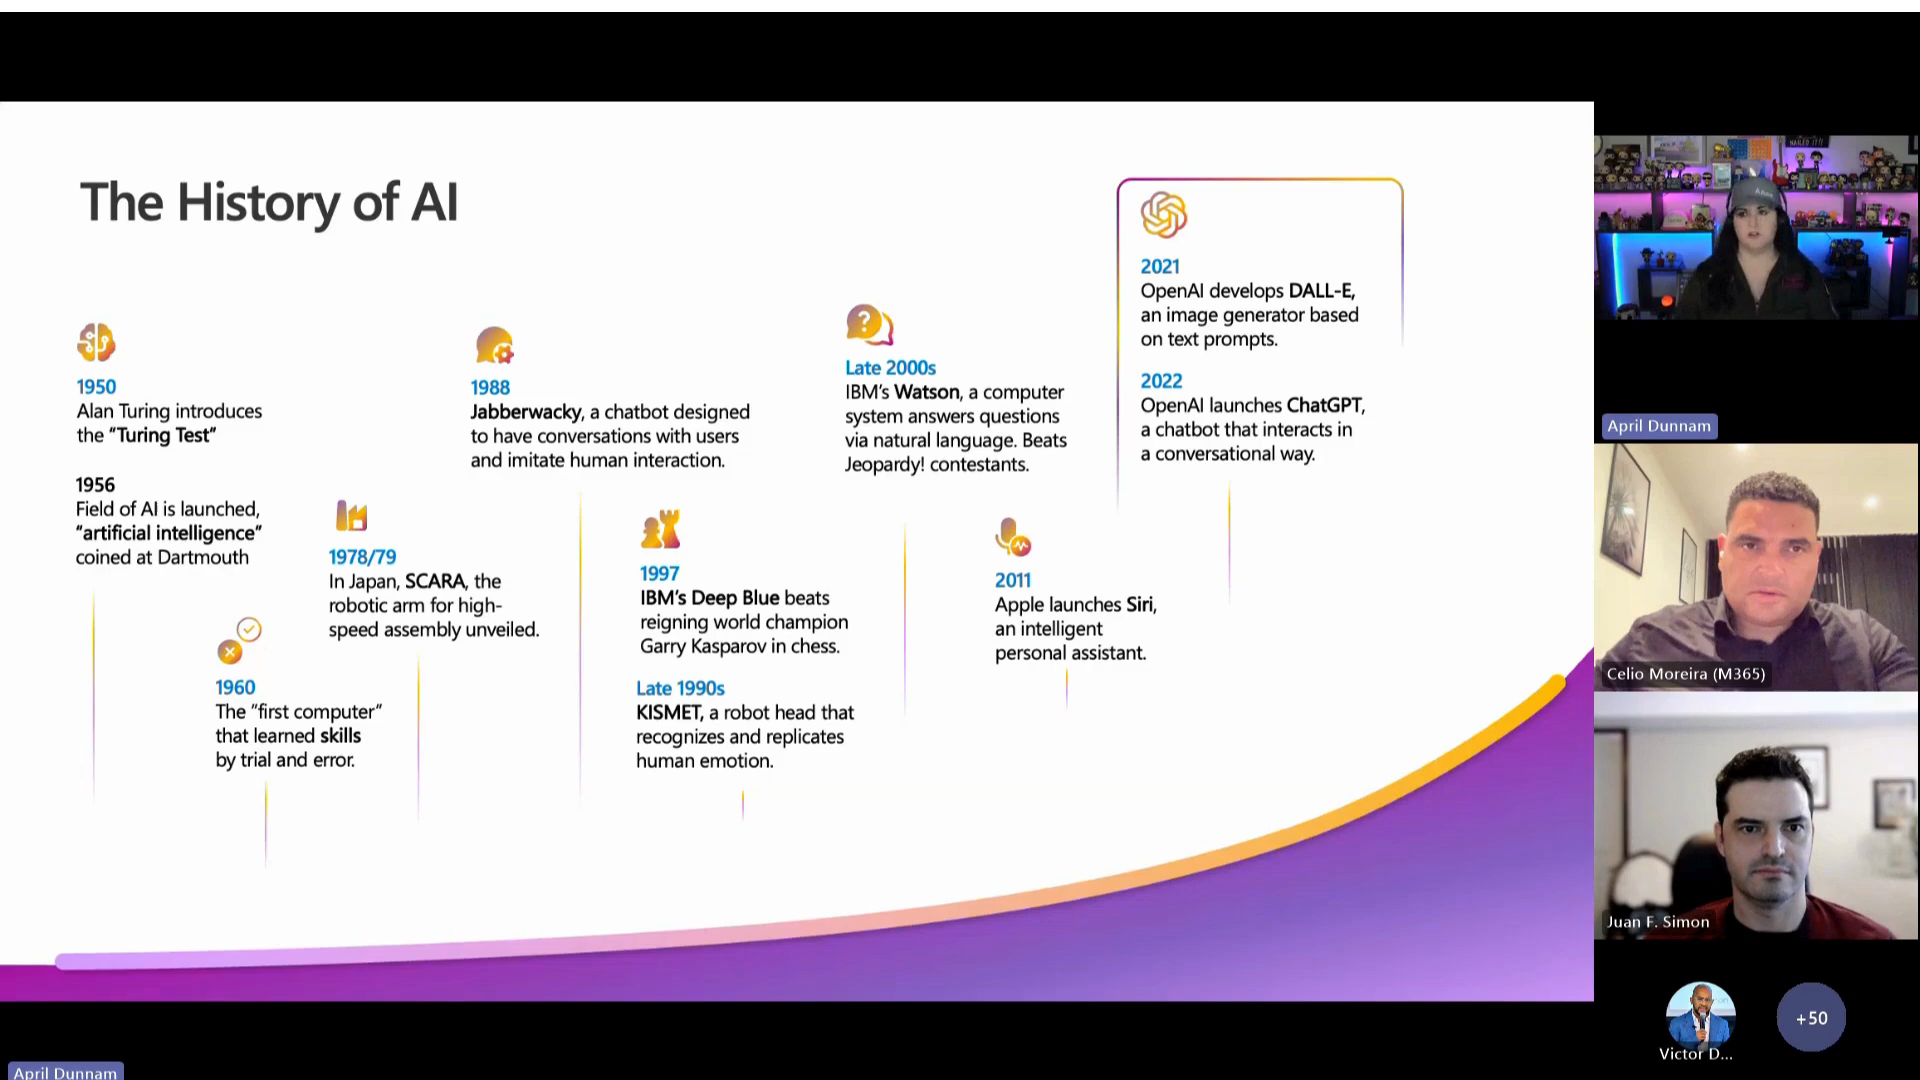 The History of AI
1950
Alan Turing introduces
the “Turing Test”
1956
Field of AI is launched,
“artificial intelligence”
coined at Dartmouth
1960
The “first computer”
that learned skills
by trial and error.
1978/79
In Japan, SCARA, the
robotic arm for high-
speed assembly unveiled.
1988
Jabberwacky, a chatbot designed
to have conversations with users
and imitate human interaction.
1997
IBM’s Deep Blue beats
reigning world champion
Garry Kasparov in chess.
Late 1990s
KISMET, a robot head that
recognizes and replicates
human emotion.
Late 2000s
IBM’s Watson, a computer
system answers questions
via natural language. Beats
Jeopardy! contestants.
2011
Apple launches Siri,
an intelligent
personal assistant.
2021
OpenAI develops DALL-E,
an image generator based
on text prompts.
2022
OpenAI launches ChatGPT,
a chatbot that interacts in
a conversational way.
NAILED IT!
April Dunnam
Celio Moreira (M365)
Juan F. Simon
Victor D...
+50
April Dunnam